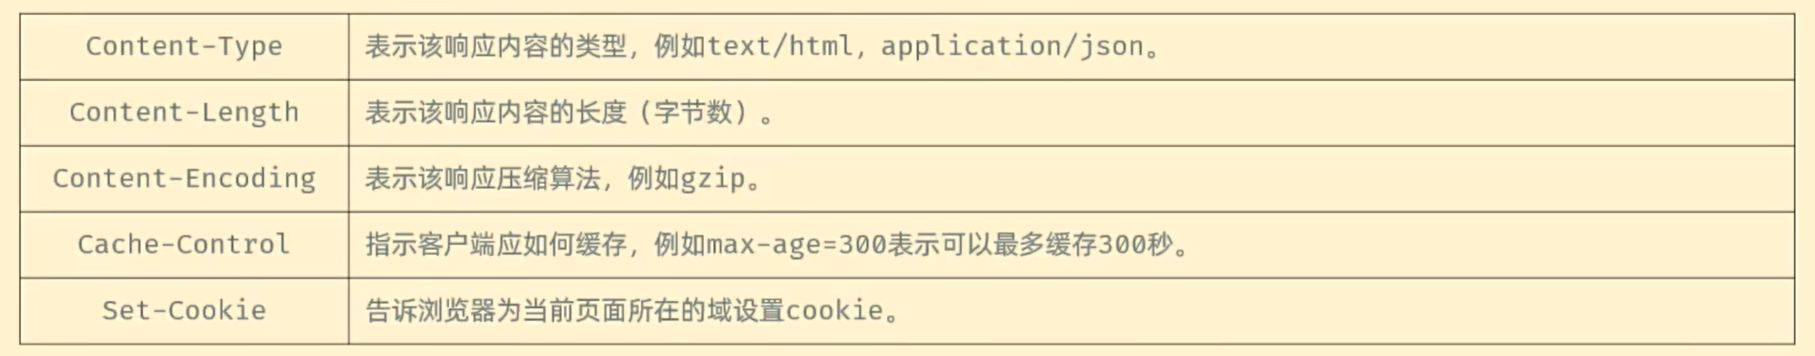 Content-Type 表示该响应内容的类型，例如text/html，application/json。
Content-Length 表示该响应内容的长度（字节数）。
Content-Encoding 表示该响应压缩算法，例如gzip。
Cache-Control 指示客户端应如何缓存，例如max-age=300表示可以最多缓存300秒。
Set-Cookie 告诉浏览器为当前页面所在的域设置cookie。